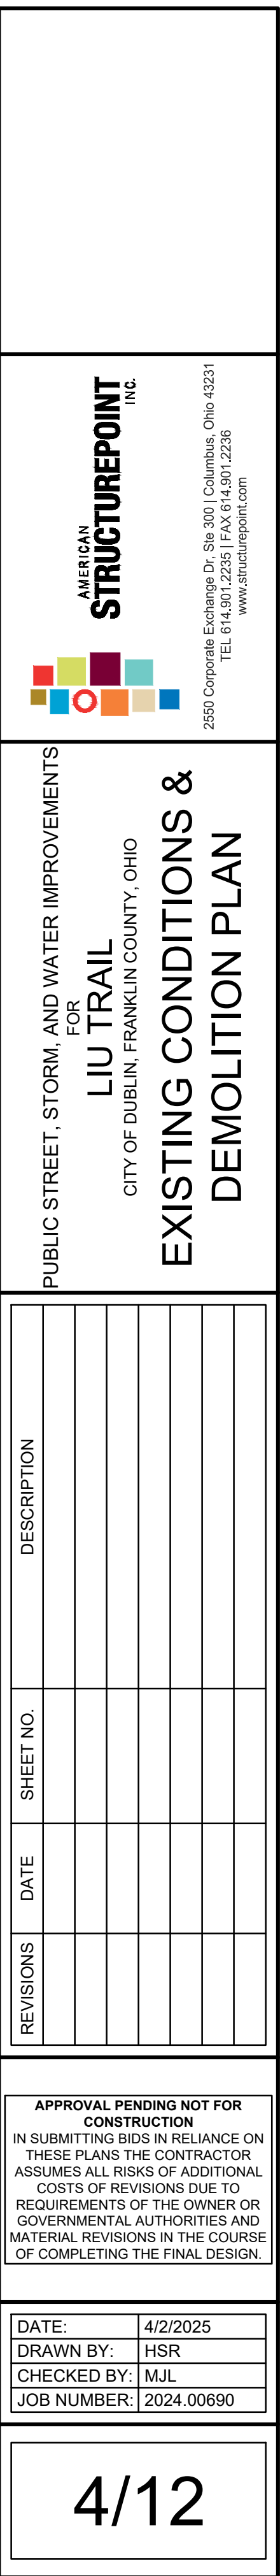 AMERICAN
STRUCTUREPOINT
INC.
2550 Corporate Exchange Dr, Ste 300 | Columbus, Ohio 43231
TEL 614.901.2235 | FAX 614.901.2236
www.structurepoint.com
PUBLIC STREET, STORM, AND WATER IMPROVEMENTS
FOR
LIU TRAIL
CITY OF DUBLIN, FRANKLIN COUNTY, OHIO
EXISTING CONDITIONS &
DEMOLITION PLAN
REVISIONS DATE SHEET NO. DESCRIPTION
APPROVAL PENDING NOT FOR
CONSTRUCTION
IN SUBMITTING BIDS IN RELIANCE ON
THESE PLANS THE CONTRACTOR
ASSUMES ALL RISKS OF ADDITIONAL
COSTS OF REVISIONS DUE TO
REQUIREMENTS OF THE OWNER OR
GOVERNMENTAL AUTHORITIES AND
MATERIAL REVISIONS IN THE COURSE
OF COMPLETING THE FINAL DESIGN.
DATE: 4/2/2025
DRAWN BY: HSR
CHECKED BY: MJL
JOB NUMBER: 2024.00690
4/12